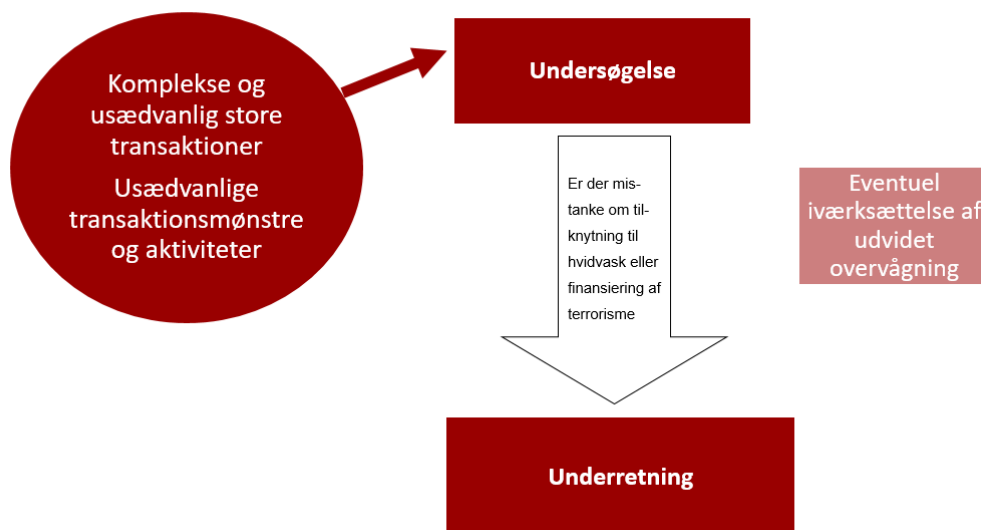 Komplekse og
usædvanlig store
transaktioner
Usædvanlige
transaktionsmønstre
og aktiviteter
Undersøgelse
Er der mis-
tanke om til-
knytning til
hvidvask eller
finansiering af
terrorisme
Eventuel
iværksættelse af
udvidet
overvågning
Underretning